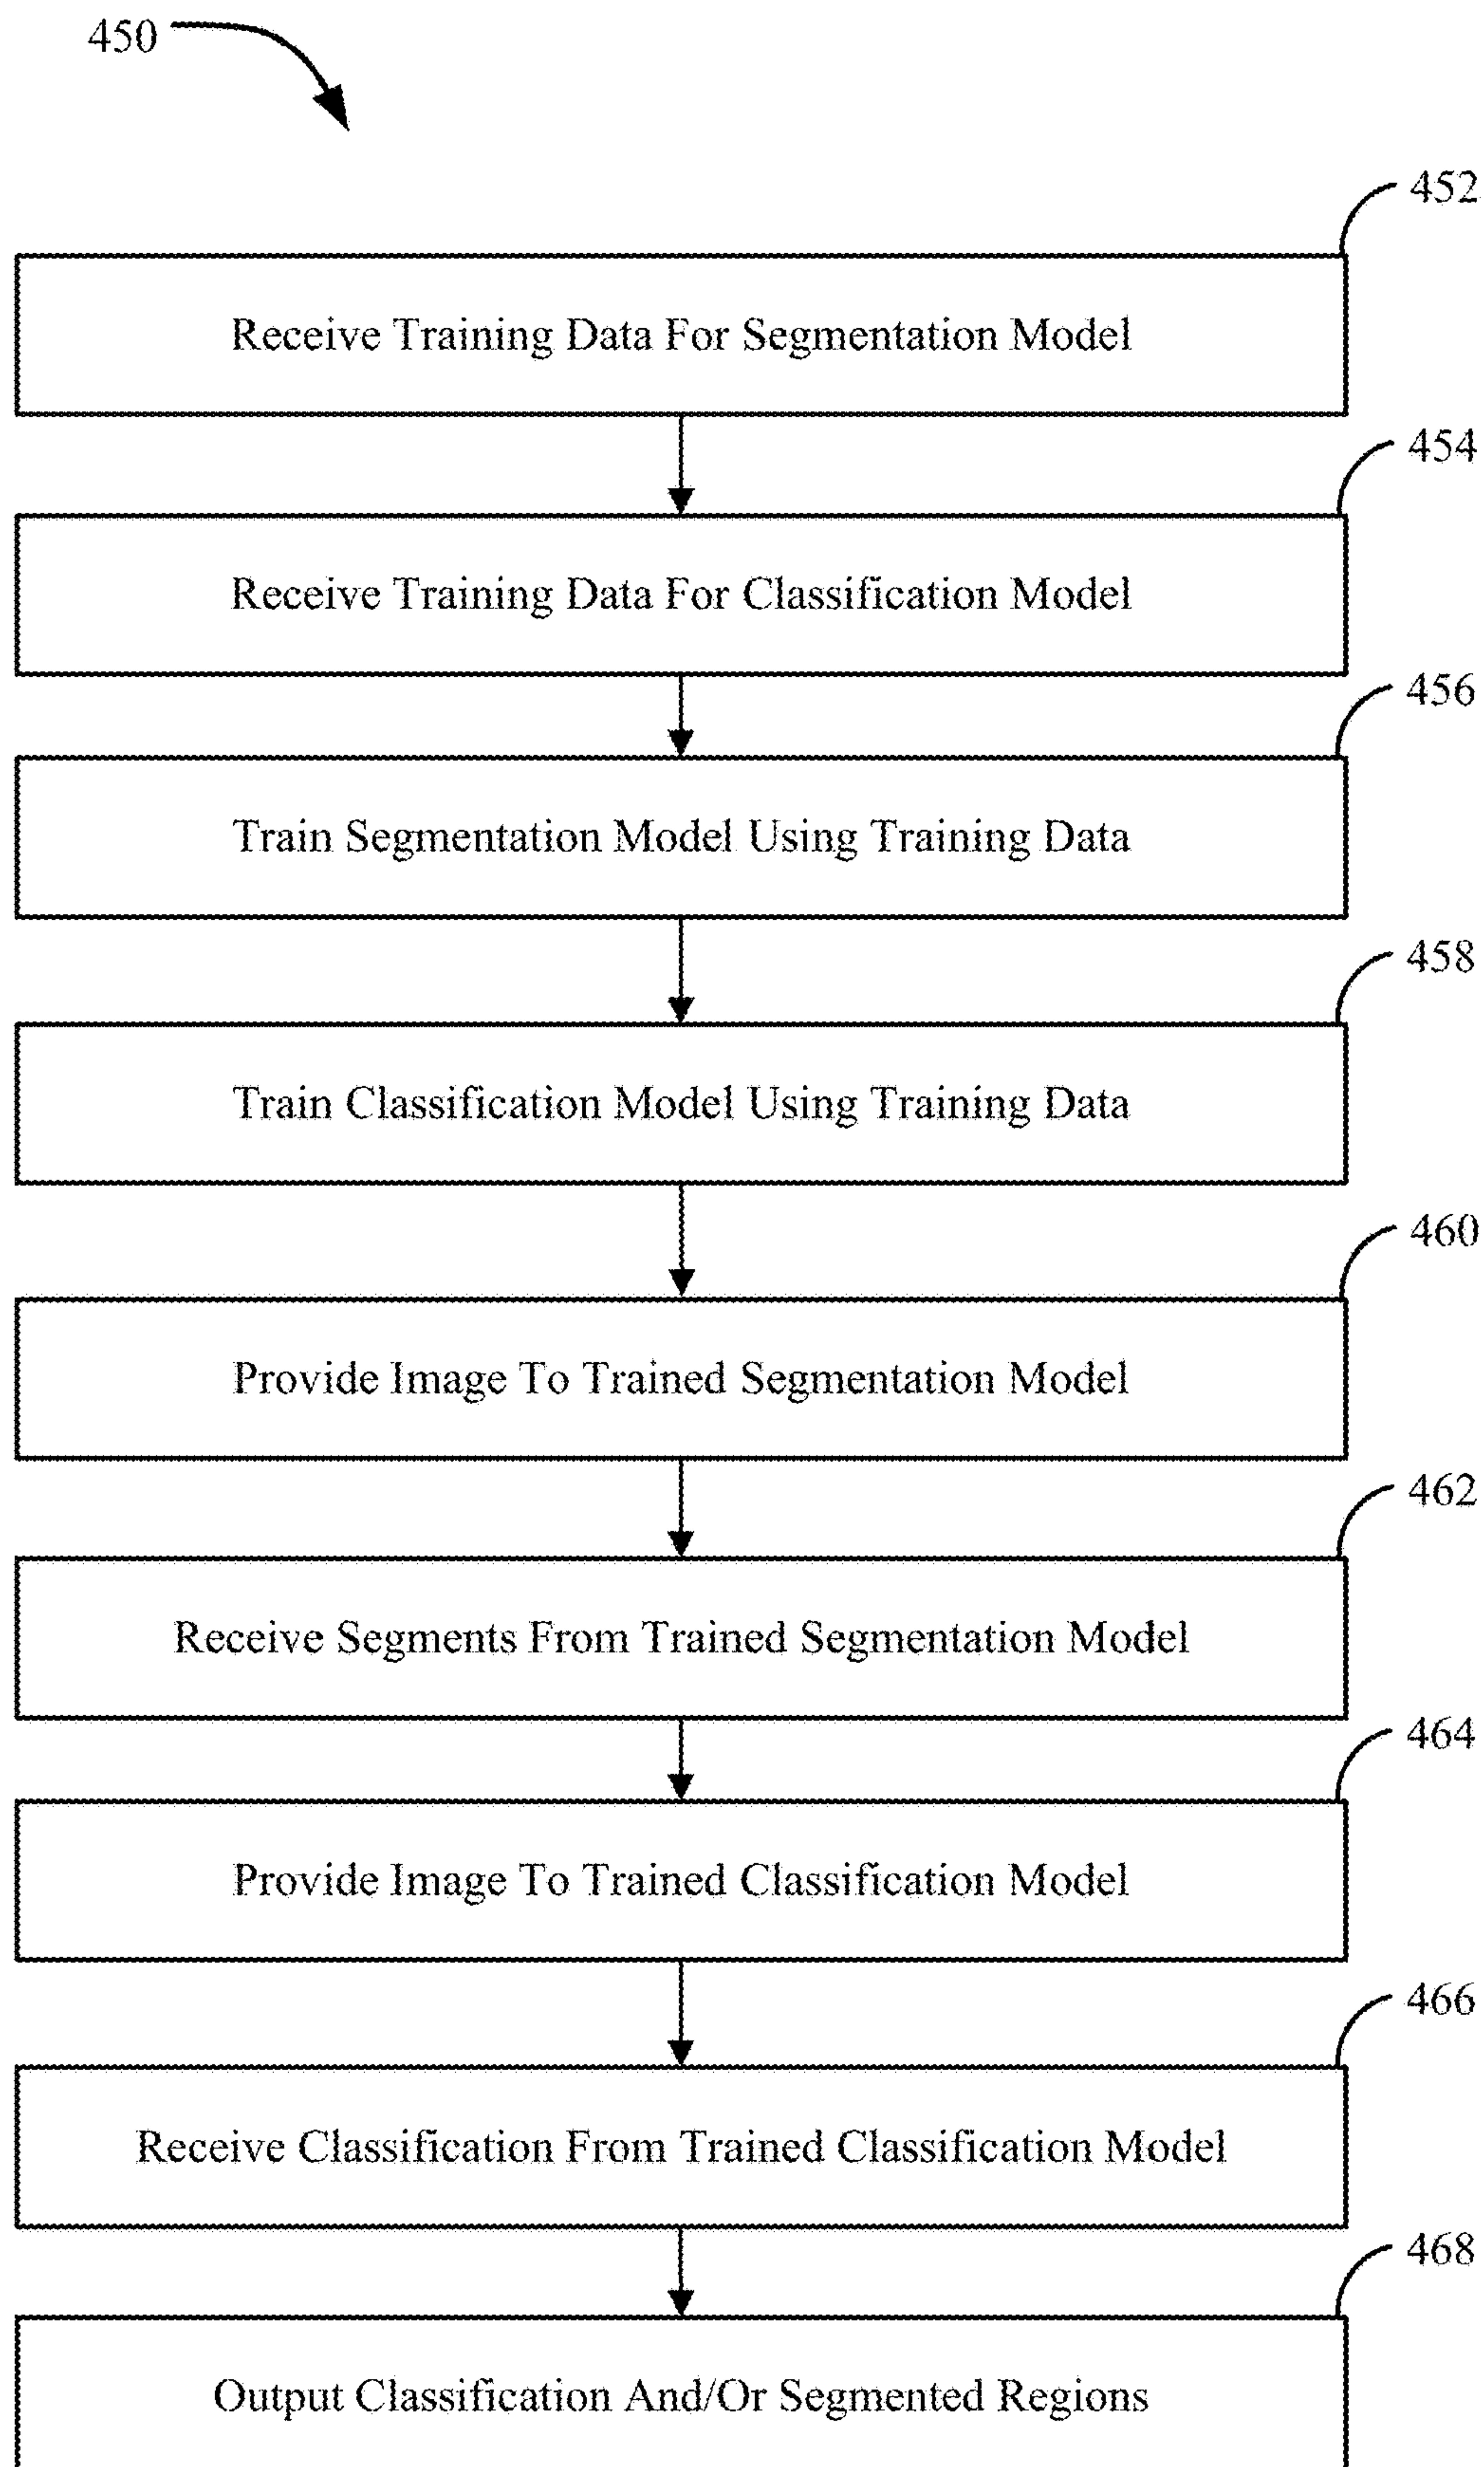 450
452
Receive Training Data For Segmentation Model
454
Receive Training Data For Classification Model
456
Train Segmentation Model Using Training Data
458
Train Classification Model Using Training Data
460
Provide Image To Trained Segmentation Model
462
Receive Segments From Trained Segmentation Model
464
Provide Image To Trained Classification Model
466
Receive Classification From Trained Classification Model
468
Output Classification And/Or Segmented Regions